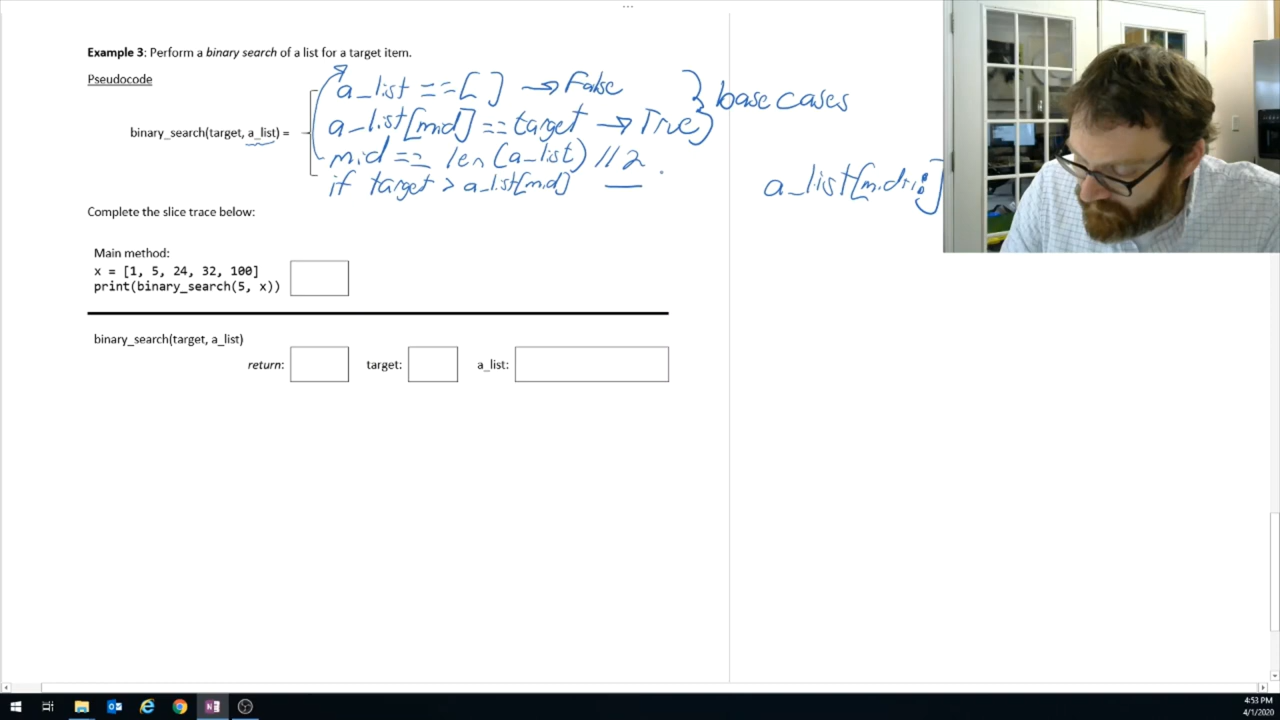 Example 3: Perform a binary search of a list for a target item.
Pseudocode
a_list == [ ] → False
} base cases
binary_search(target, a_list) =
a_list[mid] == target → True
mid == len(a_list) // 2
if target > a_list[mid]
a_list[mid+1:]
Complete the slice trace below:
Main method:
x = [1, 5, 24, 32, 100]
print(binary_search(5, x))
binary_search(target, a_list)
return: target: a_list:
4:53 PM
4/1/2020